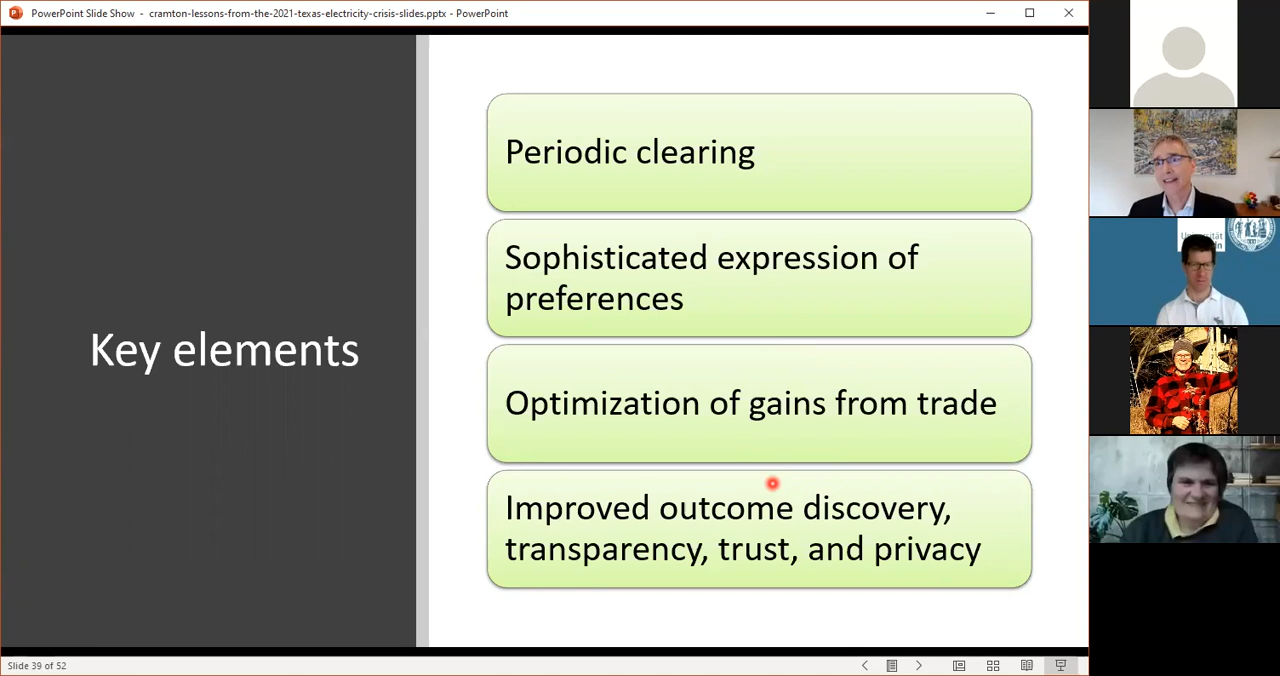 PowerPoint Slide Show - cramton-lessons-from-the-2021-texas-electricity-crisis-slides.pptx - PowerPoint
Key elements
Periodic clearing
Sophisticated expression of
preferences
Optimization of gains from trade
Improved outcome discovery,
transparency, trust, and privacy
Slide 39 of 52